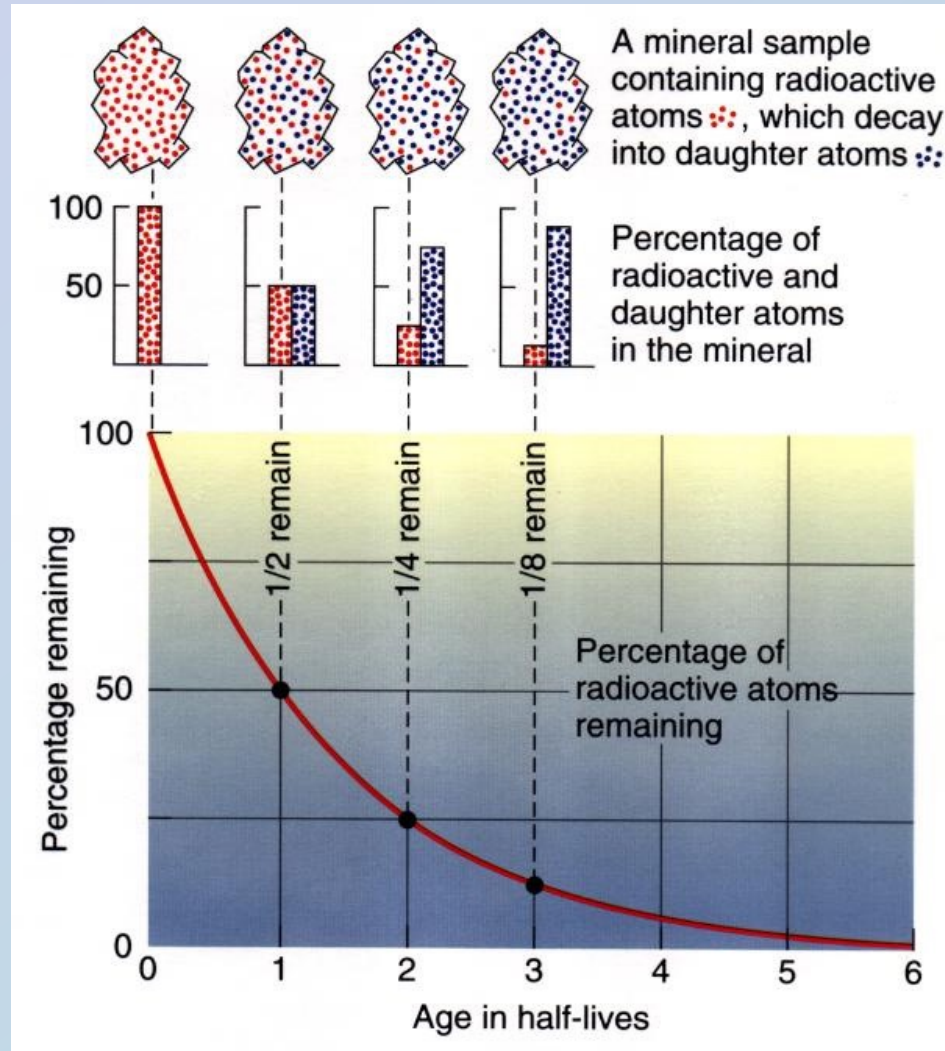 A mineral sample
containing radioactive
atoms , which decay
into daughter atoms
100
50
Percentage of
radioactive and
daughter atoms
in the mineral
100
50
0
Percentage remaining
1/2 remain
1/4 remain
1/8 remain
Percentage of
radioactive atoms
remaining
0 1 2 3 4 5 6
Age in half-lives